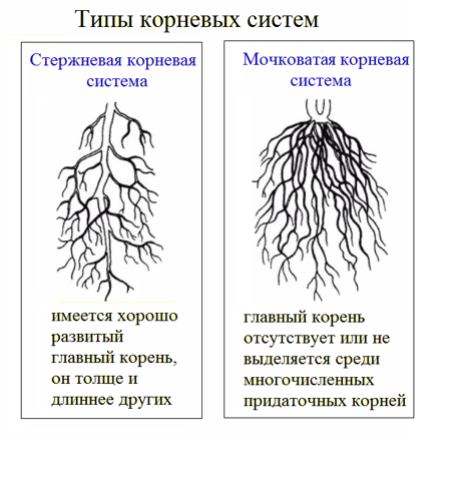 Типы корневых систем
Стержневая корневая
система
имеется хорошо
развитый
главный корень,
он толще и
длиннее других
Мочковатая корневая
система
главный корень
отсутствует или не
выделяется среди
многочисленных
придаточных корней